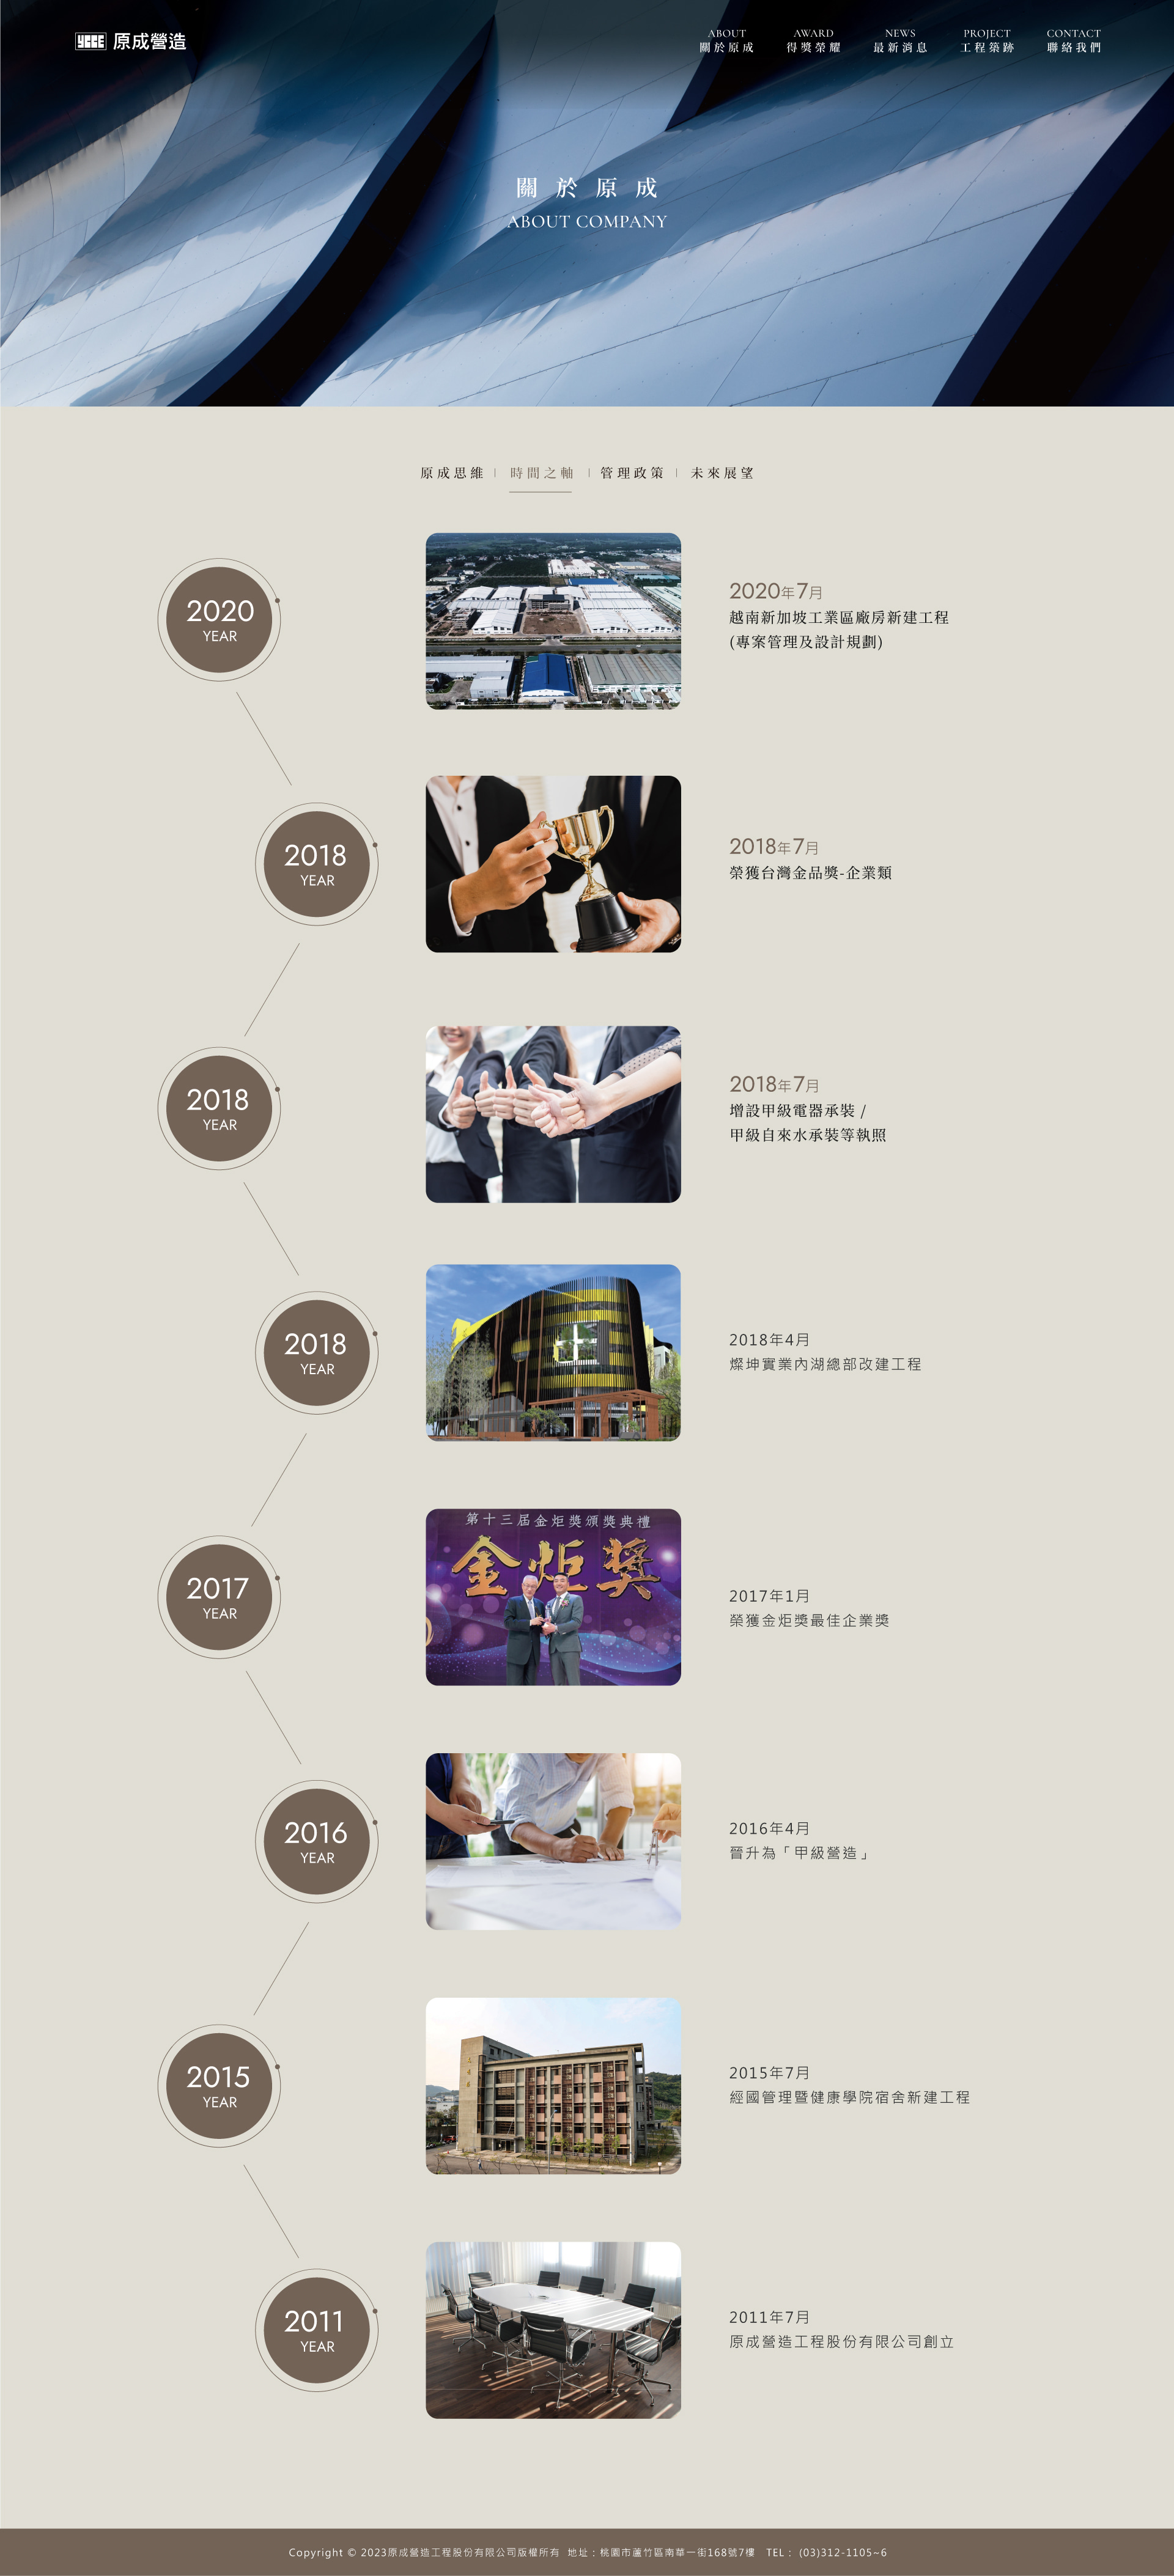 YCCE 原成營造
ABOUT
關於原成
AWARD
得獎榮耀
NEWS
最新消息
PROJECT
工程築跡
CONTACT
聯絡我們
關於原成
ABOUT COMPANY
原成思維 | 時間之軸 | 管理政策 | 未來展望
2020
YEAR
2020年7月
越南新加坡工業區廠房新建工程
(專案管理及設計規劃)
2018
YEAR
2018年7月
榮獲台灣金品獎-企業類
2018
YEAR
2018年7月
增設甲級電器承裝 /
甲級自來水承裝等執照
2018
YEAR
2018年4月
燦坤實業內湖總部改建工程
2017
YEAR
第十三屆金炬獎頒獎典禮
金炬獎
2017年1月
榮獲金炬獎最佳企業獎
2016
YEAR
2016年4月
晉升為「甲級營造」
2015
YEAR
2015年7月
經國管理暨健康學院宿舍新建工程
2011
YEAR
2011年7月
原成營造工程股份有限公司創立
Copyright © 2023原成營造工程股份有限公司版權所有 地址：桃園市蘆竹區南華一街168號7樓 TEL： (03)312-1105~6